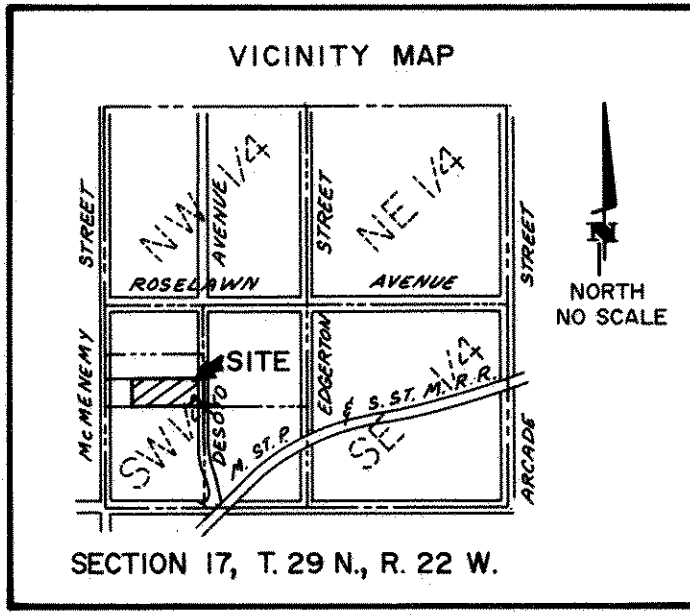 VICINITY MAP
NW 1/4
NE 1/4
STREET
AVENUE
STREET
STREET
ROSELAWN
AVENUE
N
NORTH
NO SCALE
McMENEMY
SITE
DESOTO
EDGERTON
SW 1/4
SE 1/4
M. ST. P. & S. ST. M. R. R.
ARCADE
SECTION 17, T. 29 N., R. 22 W.